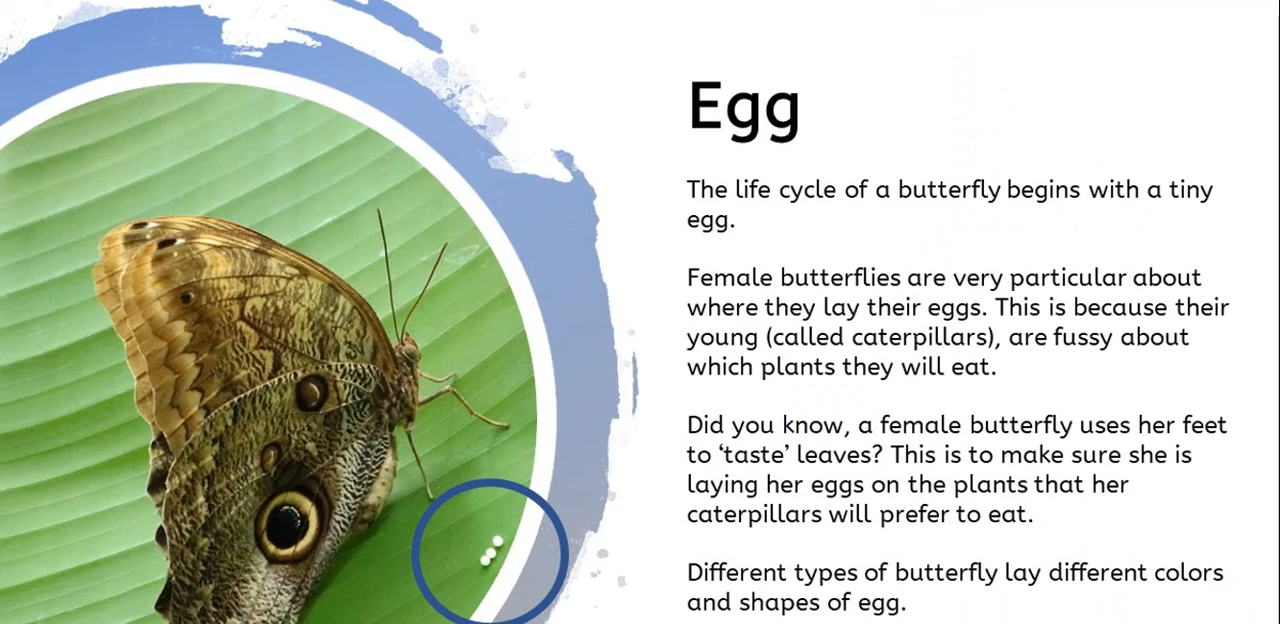 Egg
The life cycle of a butterfly begins with a tiny
egg.
Female butterflies are very particular about
where they lay their eggs. This is because their
young (called caterpillars), are fussy about
which plants they will eat.
Did you know, a female butterfly uses her feet
to ‘taste’ leaves? This is to make sure she is
laying her eggs on the plants that her
caterpillars will prefer to eat.
Different types of butterfly lay different colors
and shapes of egg.